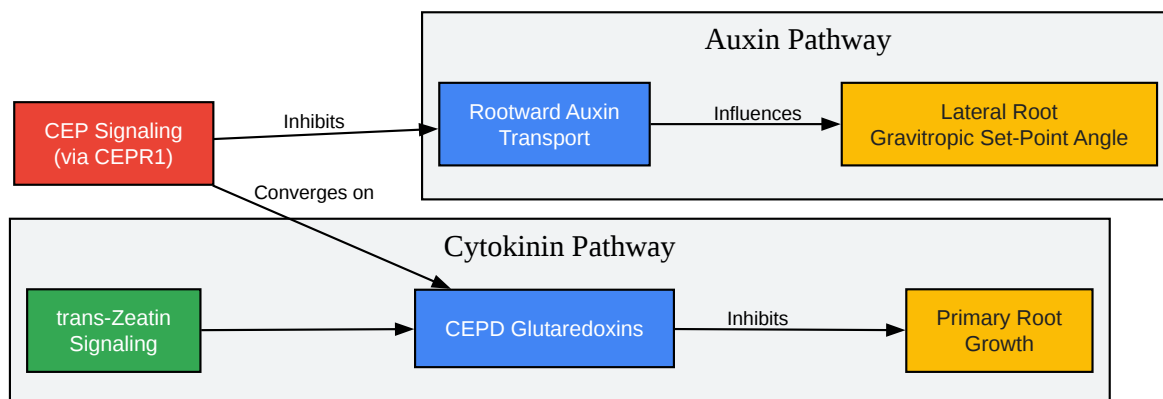 Auxin Pathway
CEP Signaling
(via CEPR1)
Inhibits
Rootward Auxin
Transport
Influences
Lateral Root
Gravitropic Set-Point Angle
Converges on
Cytokinin Pathway
trans-Zeatin
Signaling
CEPD Glutaredoxins
Inhibits
Primary Root
Growth